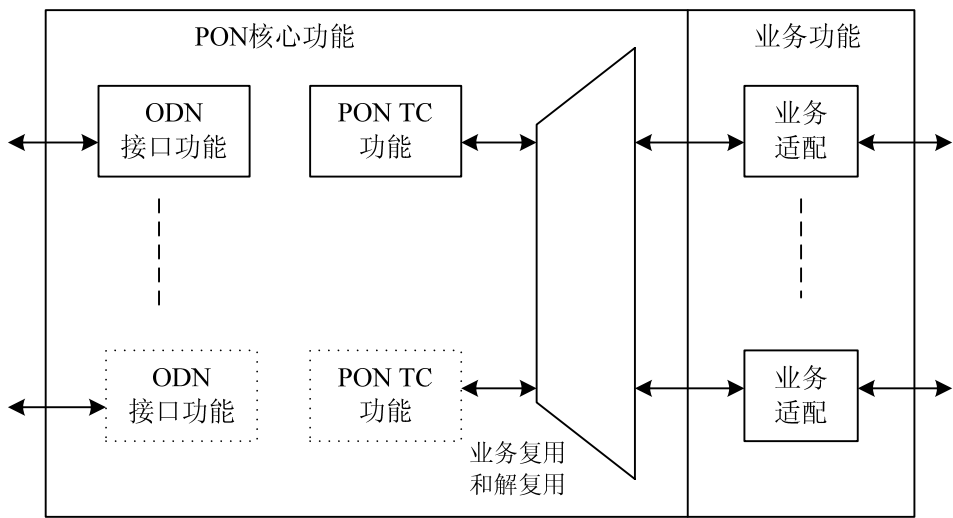 PON核心功能
业务功能
ODN
接口功能
PON TC
功能
业务
适配
ODN
接口功能
PON TC
功能
业务
适配
业务复用
和解复用